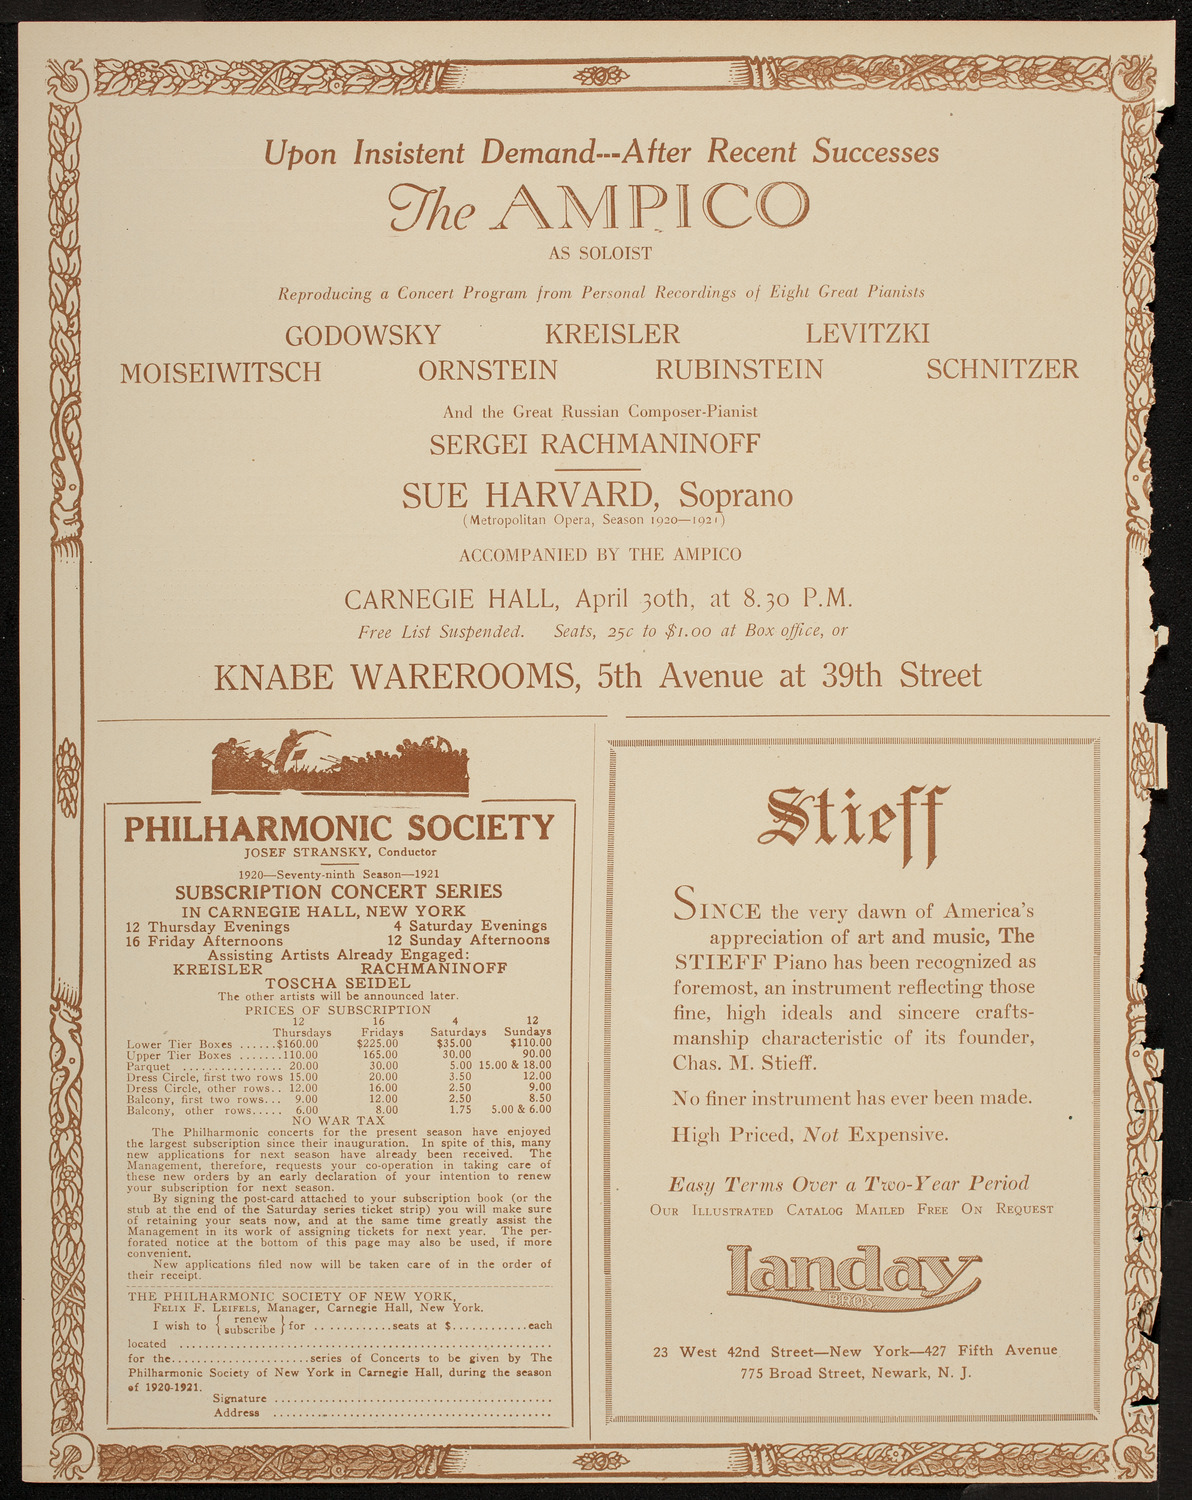 Upon Insistent Demand---After Recent Successes
The AMPICO
AS SOLOIST
Reproducing a Concert Program from Personal Recordings of Eight Great Pianists
GODOWSKY KREISLER LEVITZKI
MOISEIWITSCH ORNSTEIN RUBINSTEIN SCHNITZER
And the Great Russian Composer-Pianist
SERGEI RACHMANINOFF
SUE HARVARD, Soprano
(Metropolitan Opera, Season 1920—1921)
ACCOMPANIED BY THE AMPICO
CARNEGIE HALL, April 30th, at 8.30 P.M.
Free List Suspended. Seats, 25c to $1.00 at Box office, or
KNABE WAREROOMS, 5th Avenue at 39th Street
PHILHARMONIC SOCIETY
JOSEF STRANSKY, Conductor
1920—Seventy-ninth Season—1921
SUBSCRIPTION CONCERT SERIES
IN CARNEGIE HALL, NEW YORK
12 Thursday Evenings 4 Saturday Evenings
16 Friday Afternoons 12 Sunday Afternoons
Assisting Artists Already Engaged:
KREISLER RACHMANINOFF
TOSCHA SEIDEL
The other artists will be announced later.
PRICES OF SUBSCRIPTION
12 16 4 12
Thursdays Fridays Saturdays Sundays
Lower Tier Boxes ......$160.00 $225.00 $35.00 $110.00
Upper Tier Boxes .......110.00 165.00 30.00 90.00
Parquet ............... 20.00 30.00 5.00 15.00 & 18.00
Dress Circle, first two rows 15.00 20.00 3.50 12.00
Dress Circle, other rows.. 12.00 16.00 2.50 9.00
Balcony, first two rows... 9.00 12.00 2.50 8.50
Balcony, other rows..... 6.00 8.00 1.75 5.00 & 6.00
NO WAR TAX
The Philharmonic concerts for the present season have enjoyed
the largest subscription since their inauguration. In spite of this, many
new applications for next season have already been received. The
Management, therefore, requests your co-operation in taking care of
these new orders by an early declaration of your intention to renew
your subscription for next season.
By signing the post-card attached to your subscription book (or the
stub at the end of the Saturday series ticket strip) you will make sure
of retaining your seats now, and at the same time greatly assist the
Management in its work of assigning tickets for next year. The per-
forated notice at the bottom of this page may also be used, if more
convenient.
New applications filed now will be taken care of in the order of
their receipt.
THE PHILHARMONIC SOCIETY OF NEW YORK,
FELIX F. LEIFELS, Manager, Carnegie Hall, New York.
I wish to { renew subscribe } for ............seats at $............each
located ......................................................
for the......................series of Concerts to be given by The
Philharmonic Society of New York in Carnegie Hall, during the season
of 1920-1921.
Signature ..........................................
Address ..........................................
Stieff
SINCE the very dawn of America's
appreciation of art and music, The
STIEFF Piano has been recognized as
foremost, an instrument reflecting those
fine, high ideals and sincere crafts-
manship characteristic of its founder,
Chas. M. Stieff.
No finer instrument has ever been made.
High Priced, Not Expensive.
Easy Terms Over a Two-Year Period
OUR ILLUSTRATED CATALOG MAILED FREE ON REQUEST
Landay
BROS
23 West 42nd Street—New York—427 Fifth Avenue
775 Broad Street, Newark, N. J.